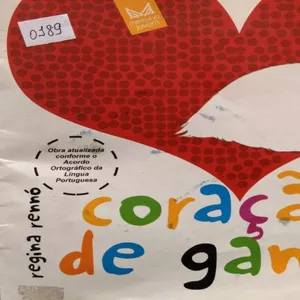 0189
Obra atualizada
conforme o
Acordo
Ortográfico da
Língua
Portuguesa
regina rennó
coraçã
de gan